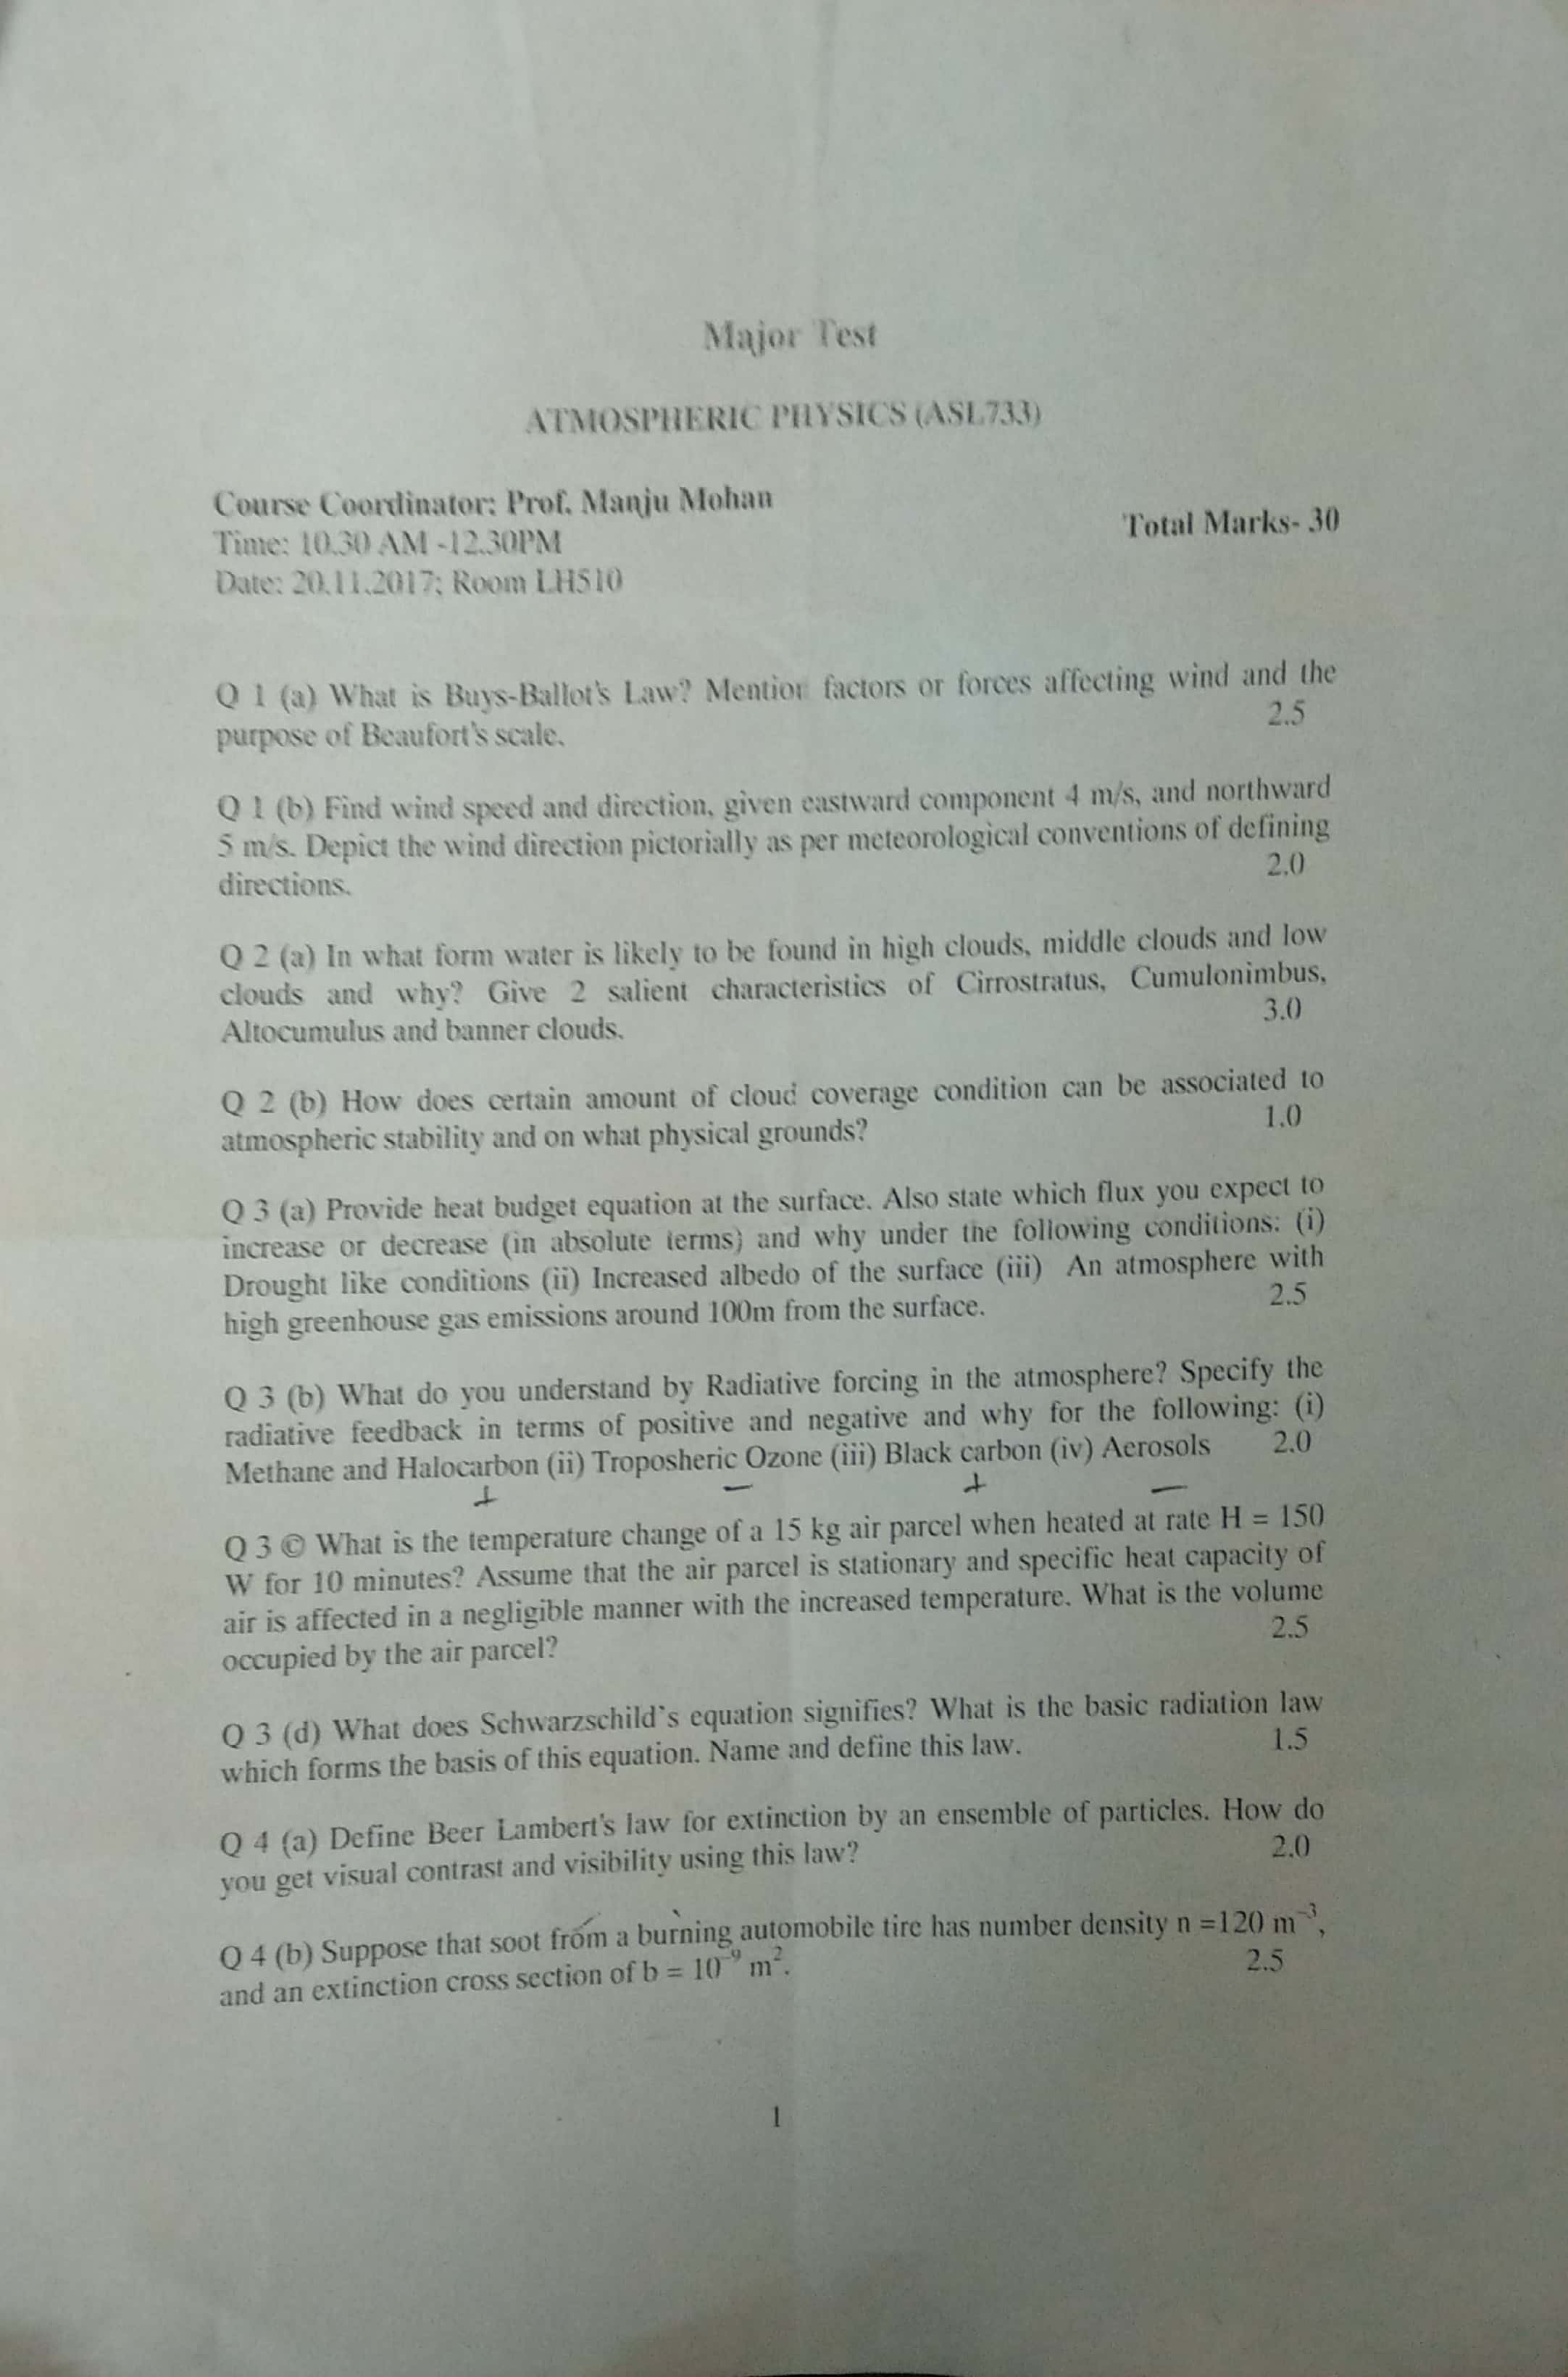 Major Test
ATMOSPHERIC PHYSICS (ASL733)
Course Coordinator: Prof. Manju Mohan
Total Marks- 30
Time: 10.30 AM -12.30PM
Date: 20.11.2017; Room LH510
Q 1 (a) What is Buys-Ballot's Law? Mention factors or forces affecting wind and the
purpose of Beaufort's scale. 2.5
Q 1 (b) Find wind speed and direction, given eastward component 4 m/s, and northward
5 m/s. Depict the wind direction pictorially as per meteorological conventions of defining
directions. 2.0
Q 2 (a) In what form water is likely to be found in high clouds, middle clouds and low
clouds and why? Give 2 salient characteristics of Cirrostratus, Cumulonimbus,
Altocumulus and banner clouds. 3.0
Q 2 (b) How does certain amount of cloud coverage condition can be associated to
atmospheric stability and on what physical grounds? 1.0
Q 3 (a) Provide heat budget equation at the surface. Also state which flux you expect to
increase or decrease (in absolute terms) and why under the following conditions: (i)
Drought like conditions (ii) Increased albedo of the surface (iii) An atmosphere with
high greenhouse gas emissions around 100m from the surface. 2.5
Q 3 (b) What do you understand by Radiative forcing in the atmosphere? Specify the
radiative feedback in terms of positive and negative and why for the following: (i)
Methane and Halocarbon (ii) Troposheric Ozone (iii) Black carbon (iv) Aerosols 2.0
+ − + −
Q 3 © What is the temperature change of a 15 kg air parcel when heated at rate H = 150
W for 10 minutes? Assume that the air parcel is stationary and specific heat capacity of
air is affected in a negligible manner with the increased temperature. What is the volume
occupied by the air parcel? 2.5
Q 3 (d) What does Schwarzschild's equation signifies? What is the basic radiation law
which forms the basis of this equation. Name and define this law. 1.5
Q 4 (a) Define Beer Lambert's law for extinction by an ensemble of particles. How do
you get visual contrast and visibility using this law? 2.0
Q 4 (b) Suppose that soot from a burning automobile tire has number density n =120 m⁻³,
and an extinction cross section of b = 10⁻⁹ m². 2.5
1